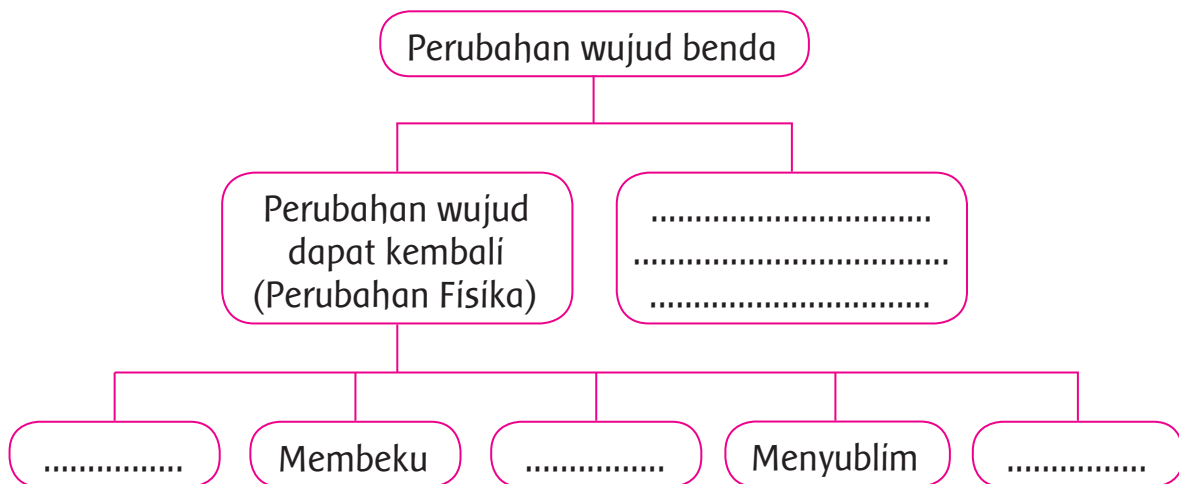 Perubahan wujud benda
Perubahan wujud
dapat kembali
(Perubahan Fisika)
................................
....................................
................................
................
Membeku
................
Menyublim
................